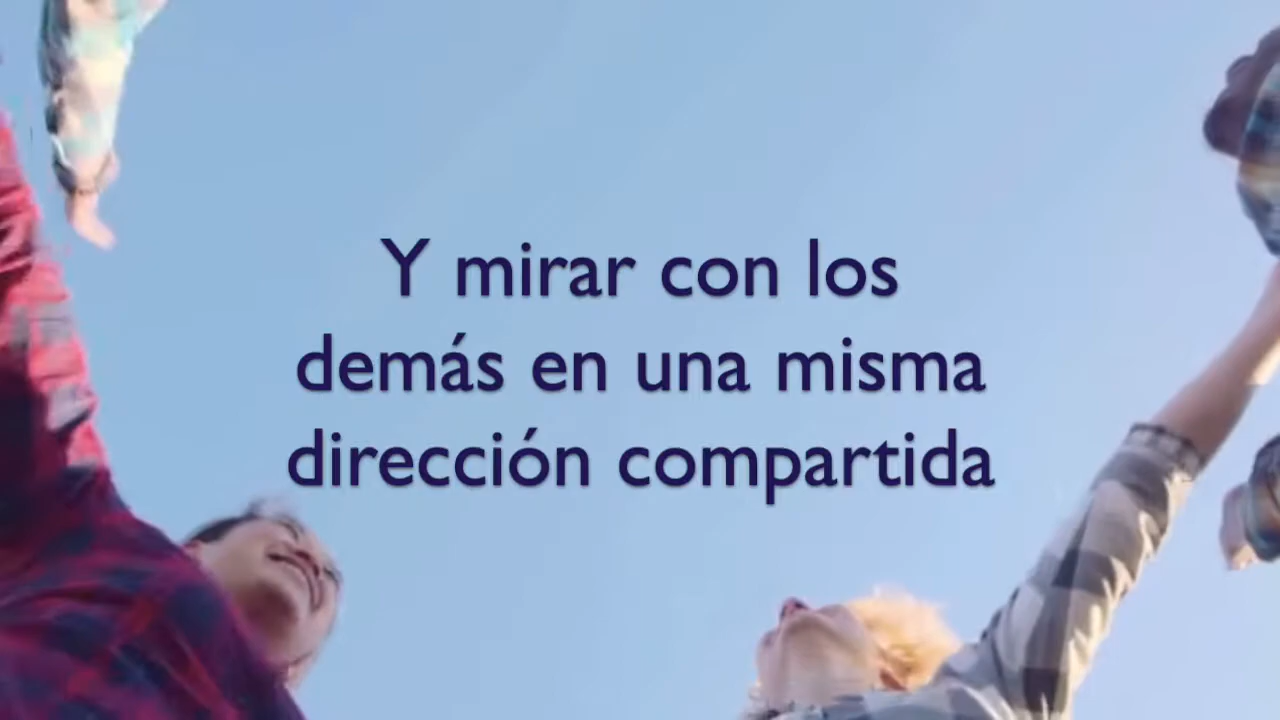 Y mirar con los
demás en una misma
dirección compartida